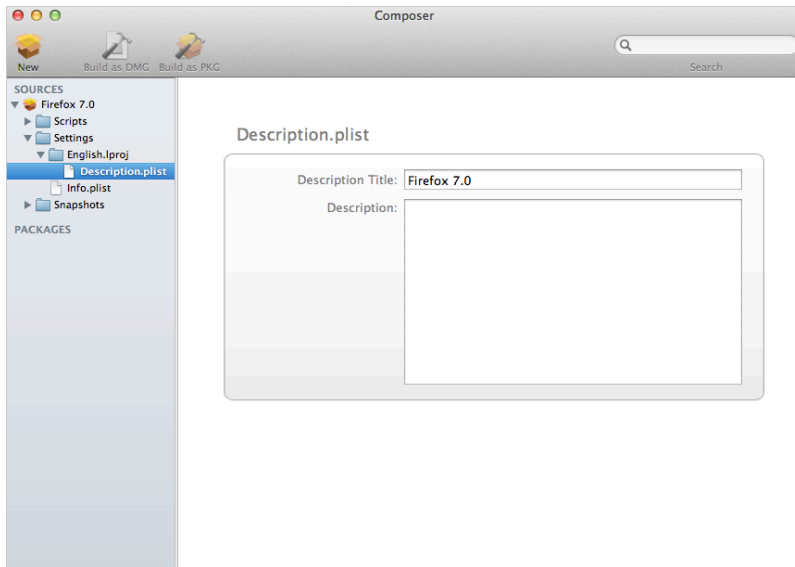 Composer
New
Build as DMG
Build as PKG
Search
SOURCES
Firefox 7.0
Scripts
Settings
English.lproj
Description.plist
Info.plist
Snapshots
PACKAGES
Description.plist
Description Title: Firefox 7.0
Description: